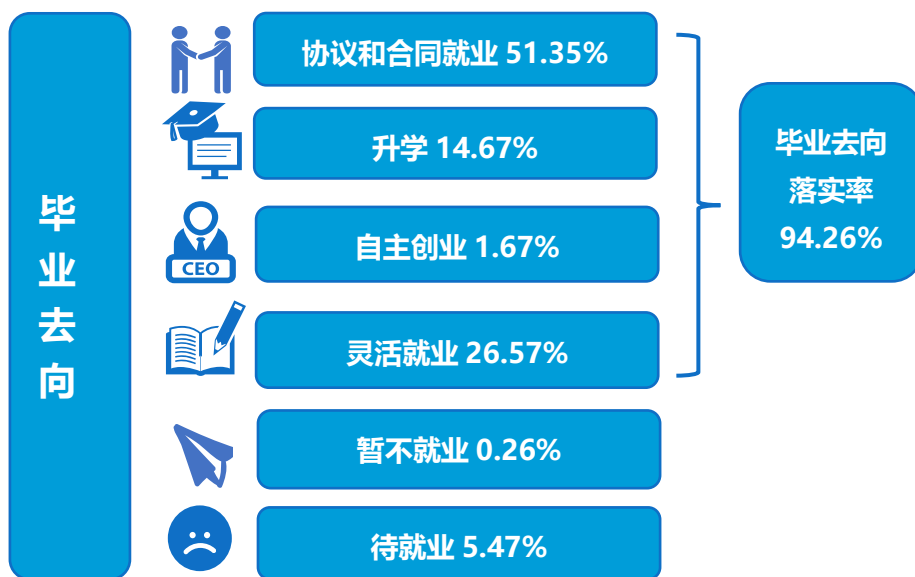 毕业去向
协议和合同就业 51.35%
升学 14.67%
CEO
自主创业 1.67%
灵活就业 26.57%
暂不就业 0.26%
待就业 5.47%
毕业去向
落实率
94.26%